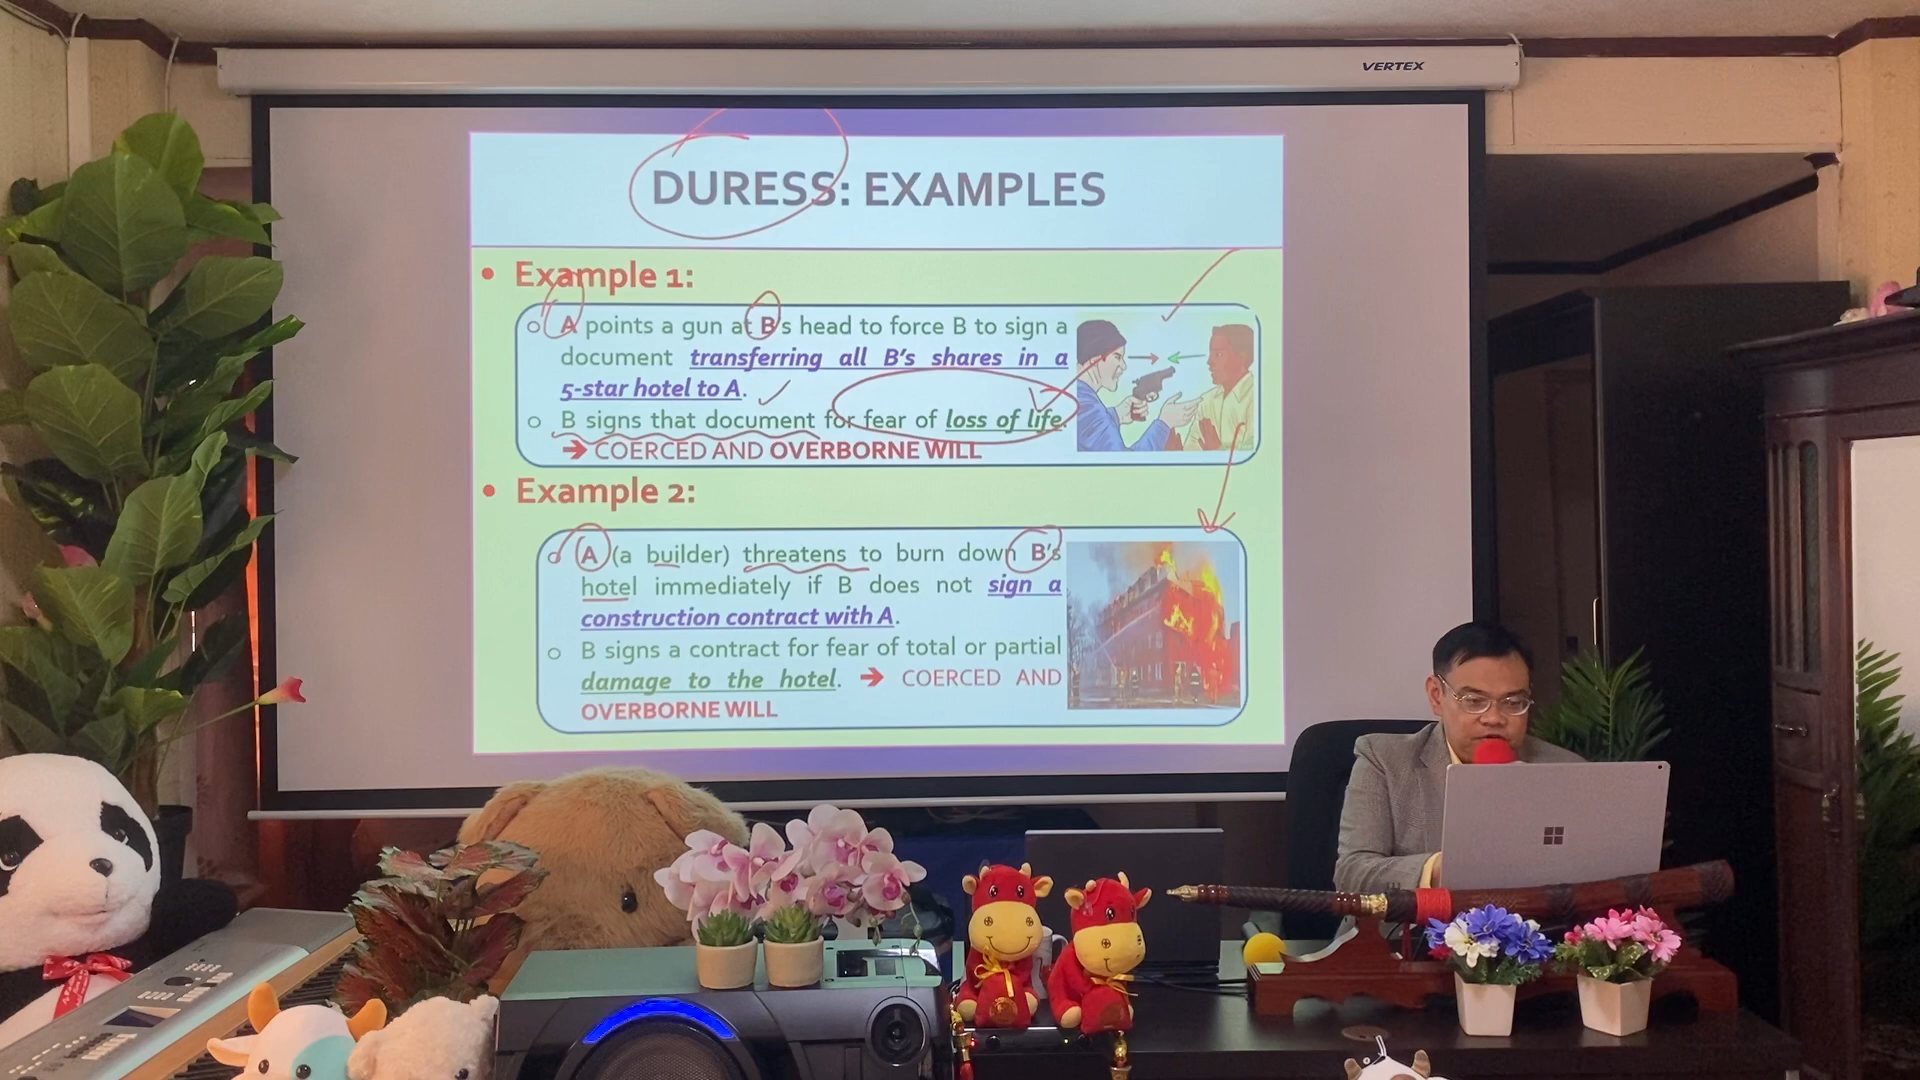 VERTEX
DURESS: EXAMPLES
• Example 1:
○ A points a gun at B's head to force B to sign a
document transferring all B's shares in a
5-star hotel to A.
○ B signs that document for fear of loss of life.
➔ COERCED AND OVERBORNE WILL
• Example 2:
○ A (a builder) threatens to burn down B's
hotel immediately if B does not sign a
construction contract with A.
○ B signs a contract for fear of total or partial
damage to the hotel. ➔ COERCED AND
OVERBORNE WILL